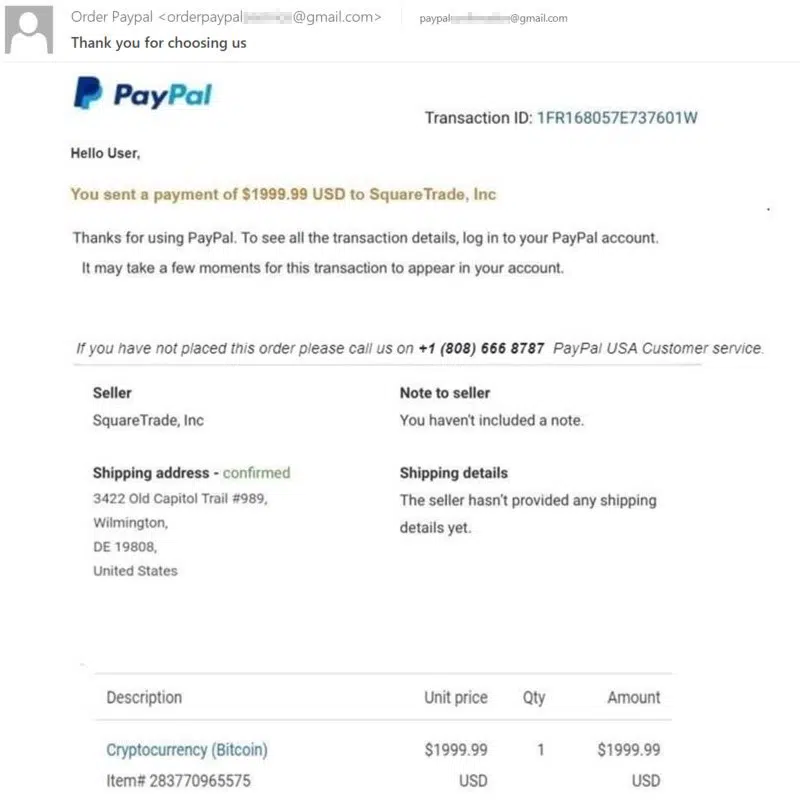 Order Paypal <orderpaypal @gmail.com> paypal @gmail.com
Thank you for choosing us
PayPal
Transaction ID: 1FR168057E737601W
Hello User,
You sent a payment of $1999.99 USD to SquareTrade, Inc
Thanks for using PayPal. To see all the transaction details, log in to your PayPal account.
It may take a few moments for this transaction to appear in your account.
If you have not placed this order please call us on +1 (808) 666 8787 PayPal USA Customer service.
Seller
SquareTrade, Inc
Note to seller
You haven't included a note.
Shipping address - confirmed
3422 Old Capitol Trail #989,
Wilmington,
DE 19808,
United States
Shipping details
The seller hasn't provided any shipping
details yet.
Description Unit price Qty Amount
Cryptocurrency (Bitcoin) $1999.99 1 $1999.99
Item# 283770965575 USD USD